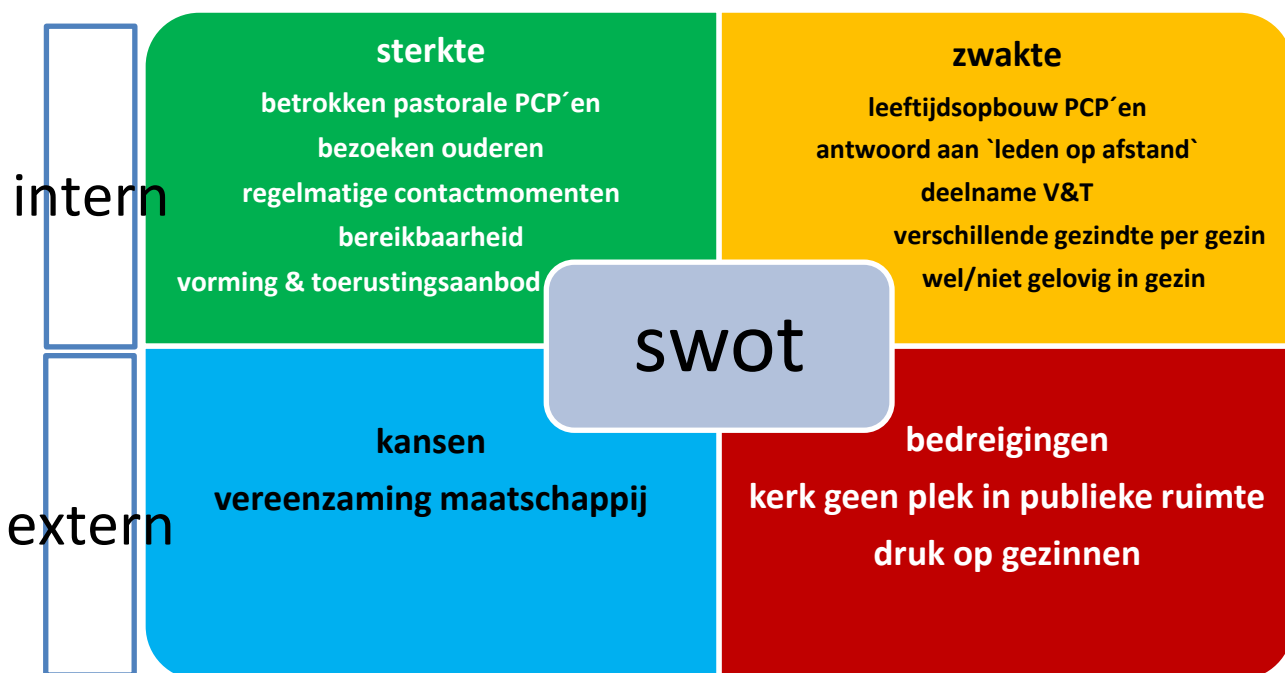 intern
sterkte
betrokken pastorale PCP´en
bezoeken ouderen
regelmatige contactmomenten
bereikbaarheid
vorming & toerustingsaanbod
zwakte
leeftijdsopbouw PCP´en
antwoord aan `leden op afstand`
deelname V&T
verschillende gezindte per gezin
wel/niet gelovig in gezin
swot
extern
kansen
vereenzaming maatschappij
bedreigingen
kerk geen plek in publieke ruimte
druk op gezinnen